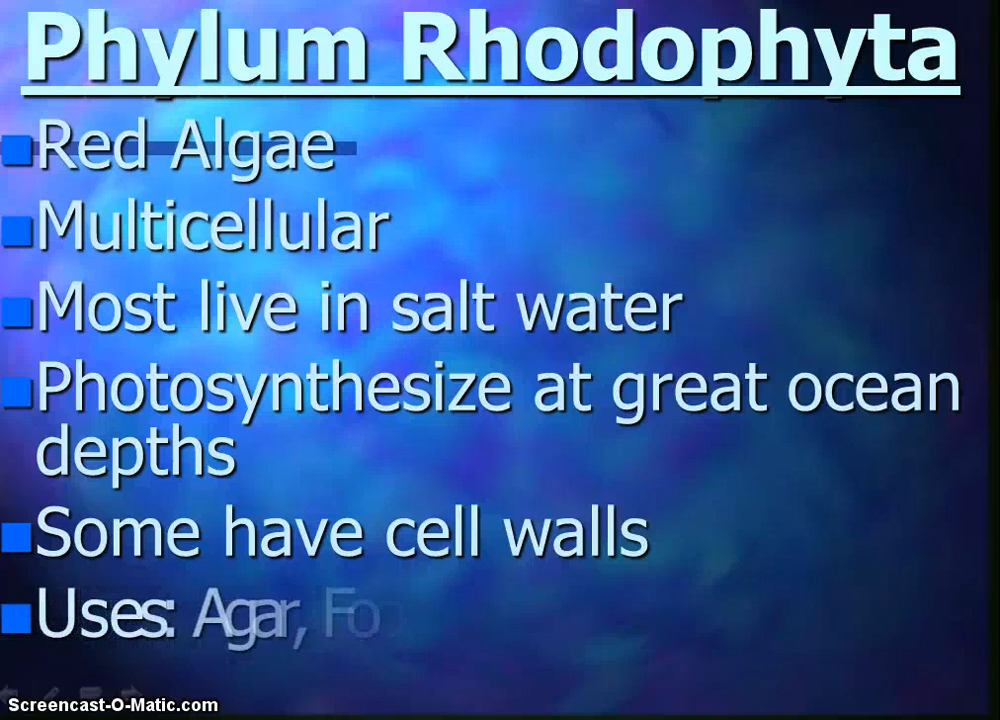 Phylum Rhodophyta
Red Algae
Multicellular
Most live in salt water
Photosynthesize at great ocean
depths
Some have cell walls
Uses: Agar,
Screencast-O-Matic.com